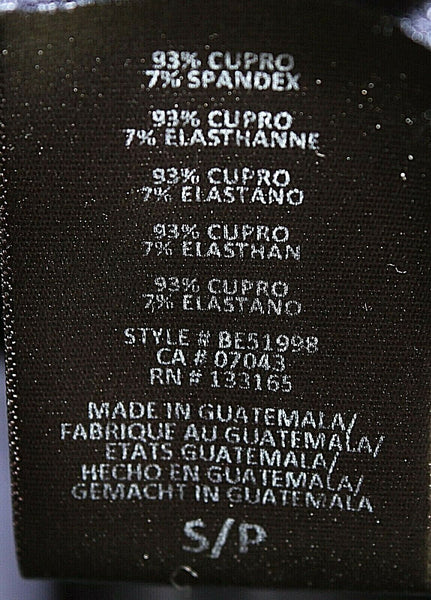 93% CUPRO
7% SPANDEX
93% CUPRO
7% ELASTHANNE
93% CUPRO
7% ELASTANO
93% CUPRO
7% ELASTHAN
93% CUPRO
7% ELASTANO
STYLE # BE51998
CA # 07043
RN # 133165
MADE IN GUATEMALA/
FABRIQUE AU GUATEMALA/
ETATS GUATEMALA/
HECHO EN GUATEMALA/
GEMACHT IN GUATEMALA
S/P